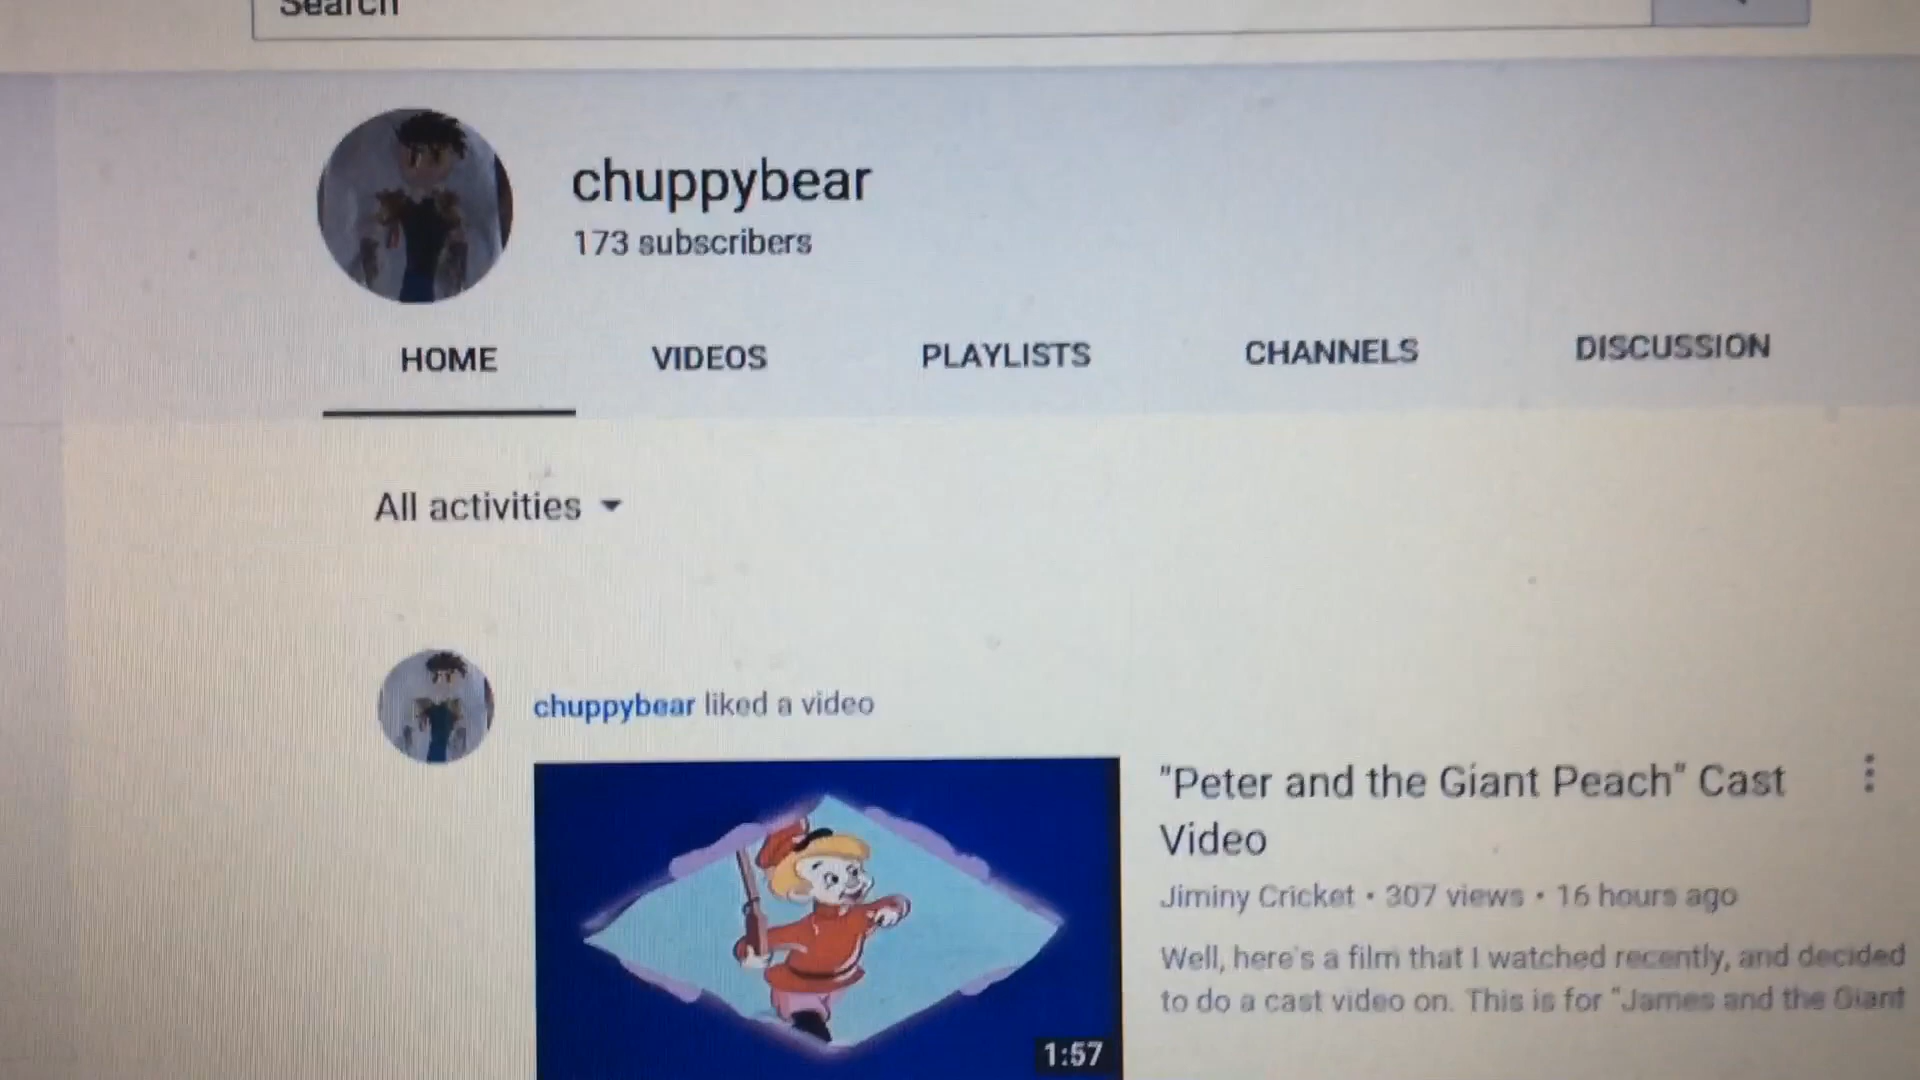 Search
chuppybear
173 subscribers
HOME VIDEOS PLAYLISTS CHANNELS DISCUSSION
All activities
chuppybear liked a video
"Peter and the Giant Peach" Cast
Video
Jiminy Cricket • 307 views • 16 hours ago
Well, here's a film that I watched recently, and decided
to do a cast video on. This is for "James and the Giant
1:57